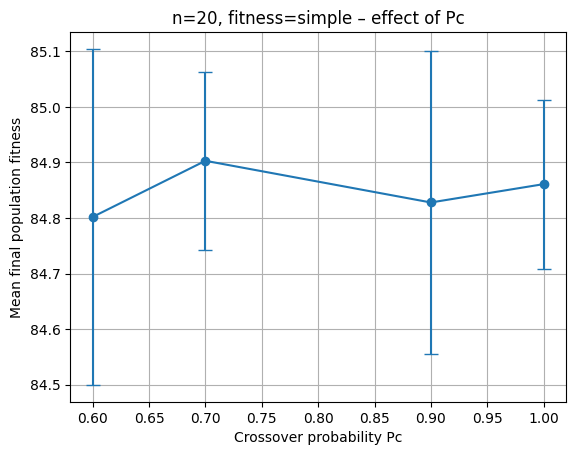 n=20, fitness=simple – effect of Pc
Mean final population fitness
85.1
85.0
84.9
84.8
84.7
84.6
84.5
0.60 0.65 0.70 0.75 0.80 0.85 0.90 0.95 1.00
Crossover probability Pc